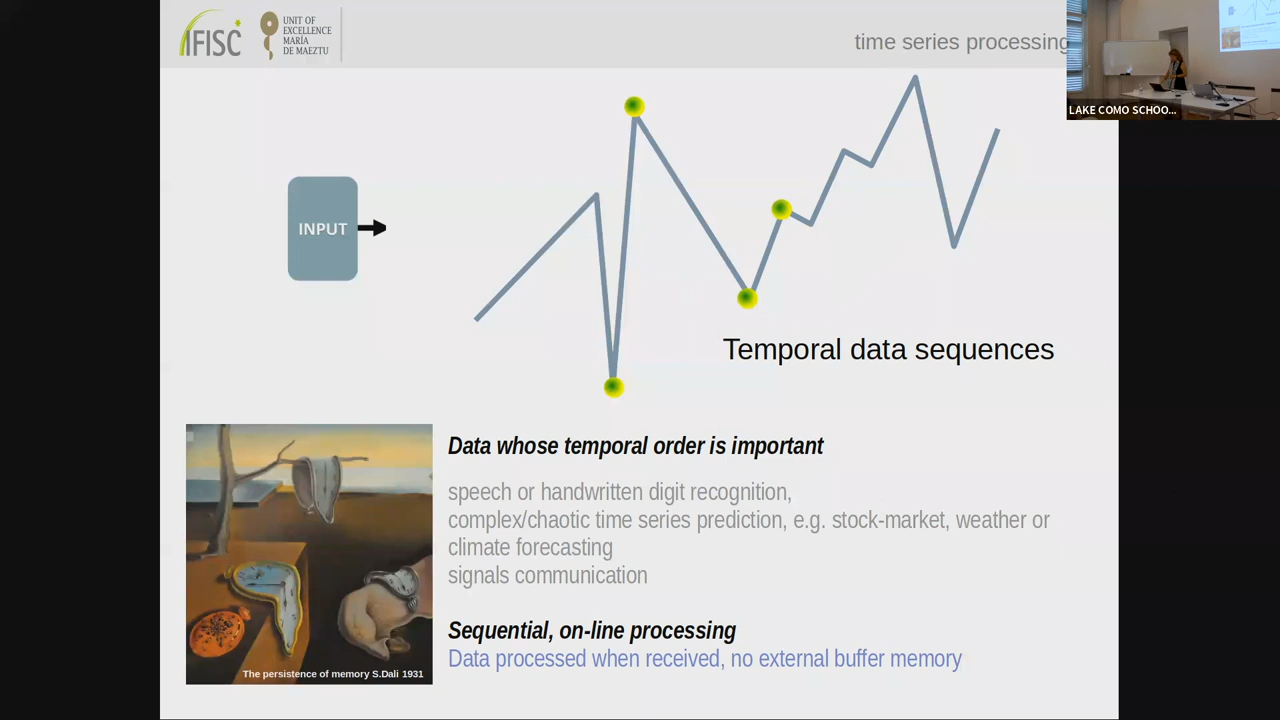 IFISC
UNIT OF
EXCELLENCE
MARÍA
DE MAEZTU
time series processing
LAKE COMO SCHOO...
INPUT
Temporal data sequences
Data whose temporal order is important
speech or handwritten digit recognition,
complex/chaotic time series prediction, e.g. stock-market, weather or
climate forecasting
signals communication
Sequential, on-line processing
Data processed when received, no external buffer memory
The persistence of memory S.Dali 1931